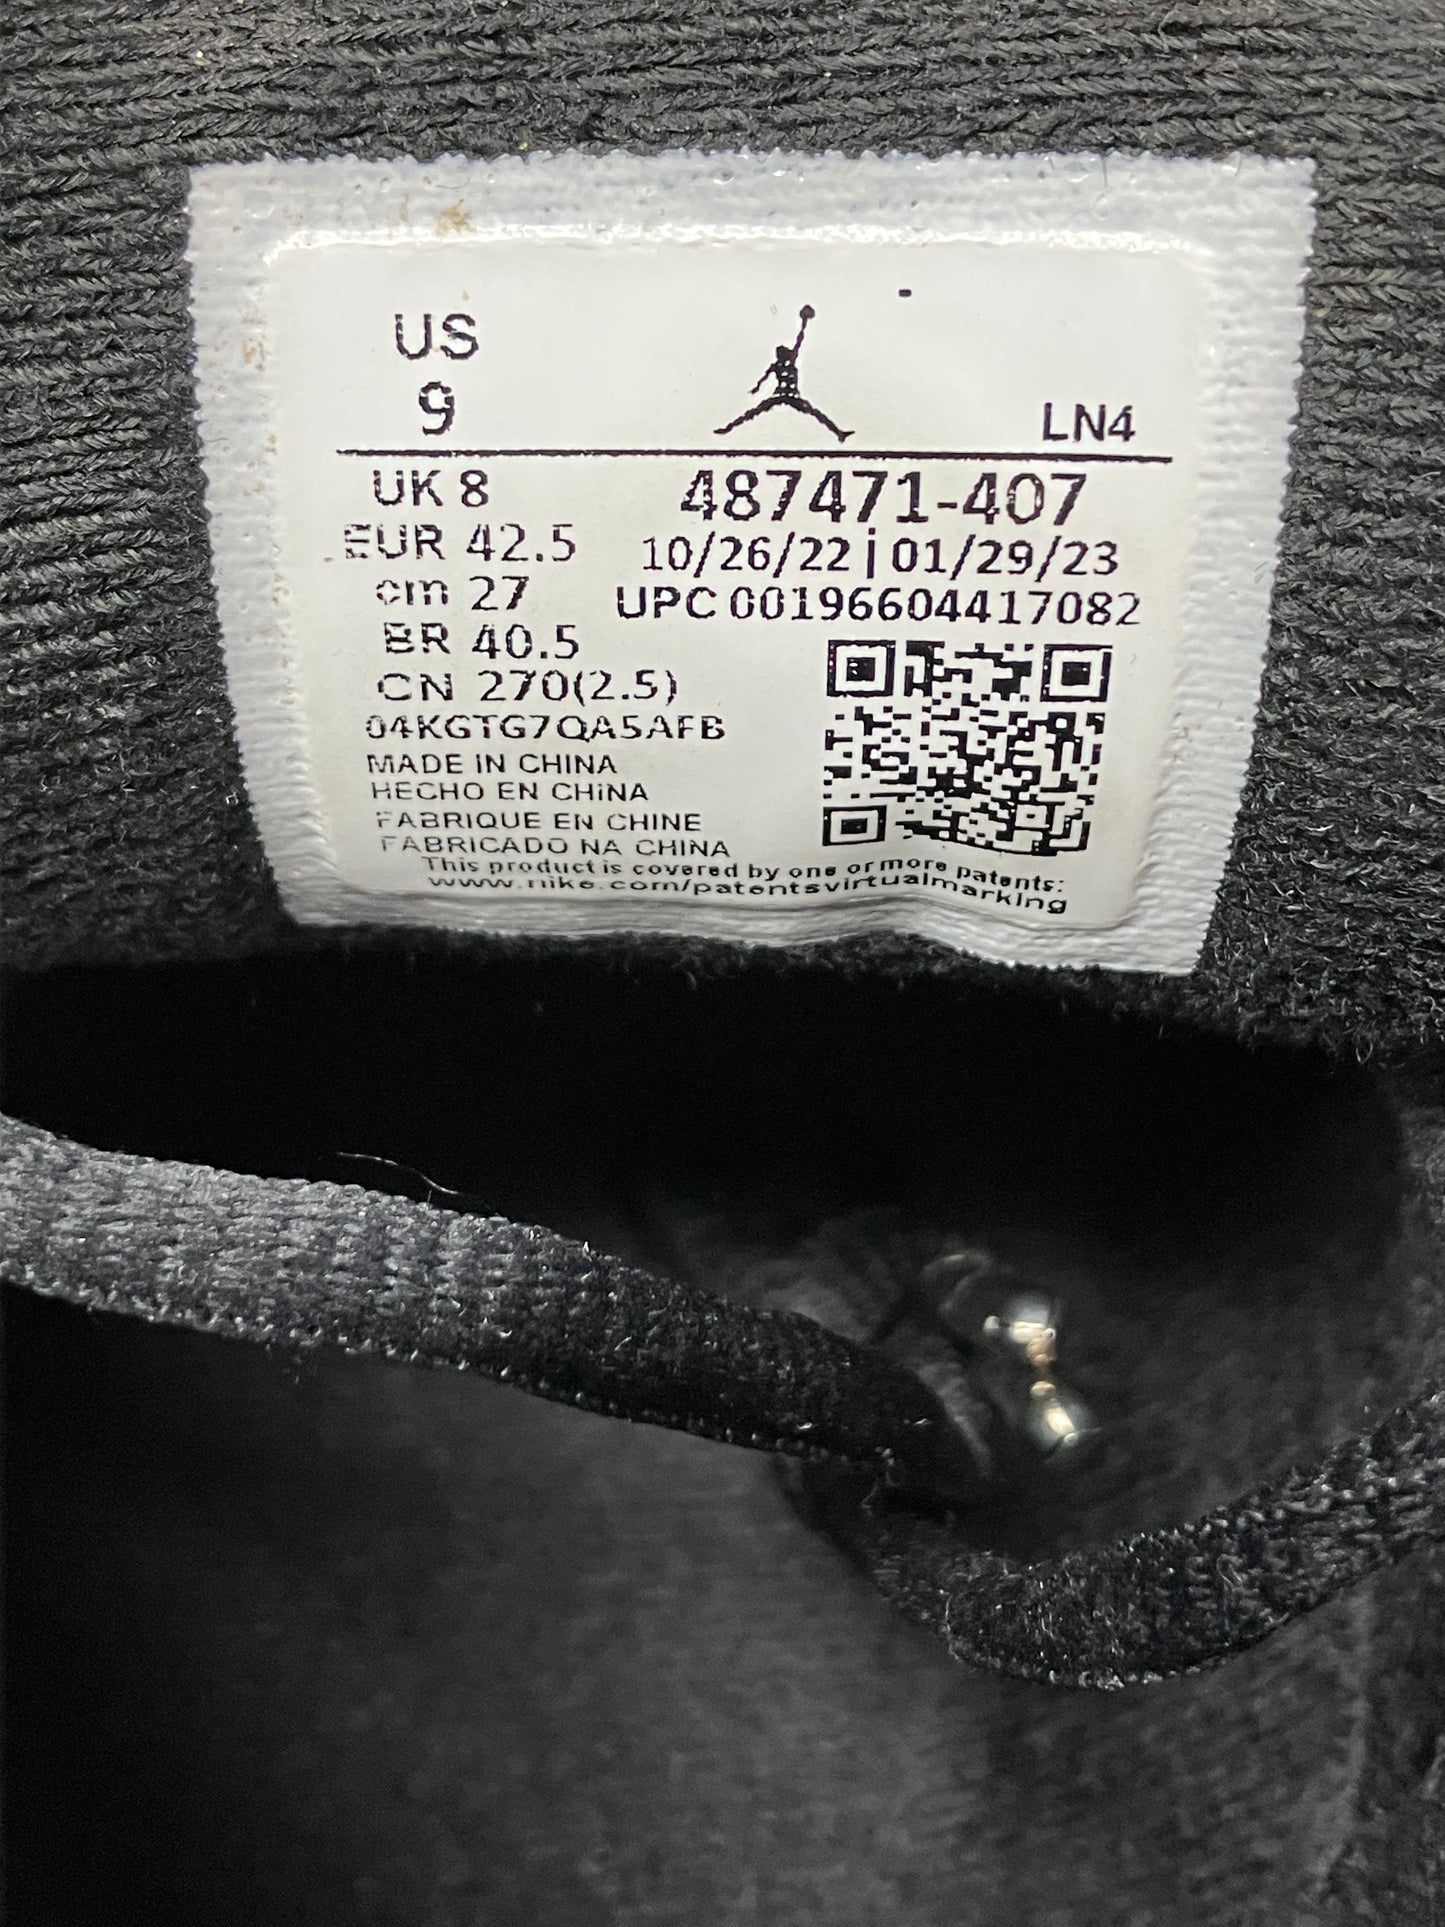 US
9
LN4
UK 8
487471-407
EUR 42.5
10/26/22 | 01/29/23
cm 27
UPC 001966604417082
BR 40.5
CN 270(2.5)
04KGTG7QA5AFB
MADE IN CHINA
HECHO EN CHINA
FABRIQUE EN CHINE
FABRICADO NA CHINA
This product is covered by one or more patents:
www.nike.com/patentsvirtualmarking